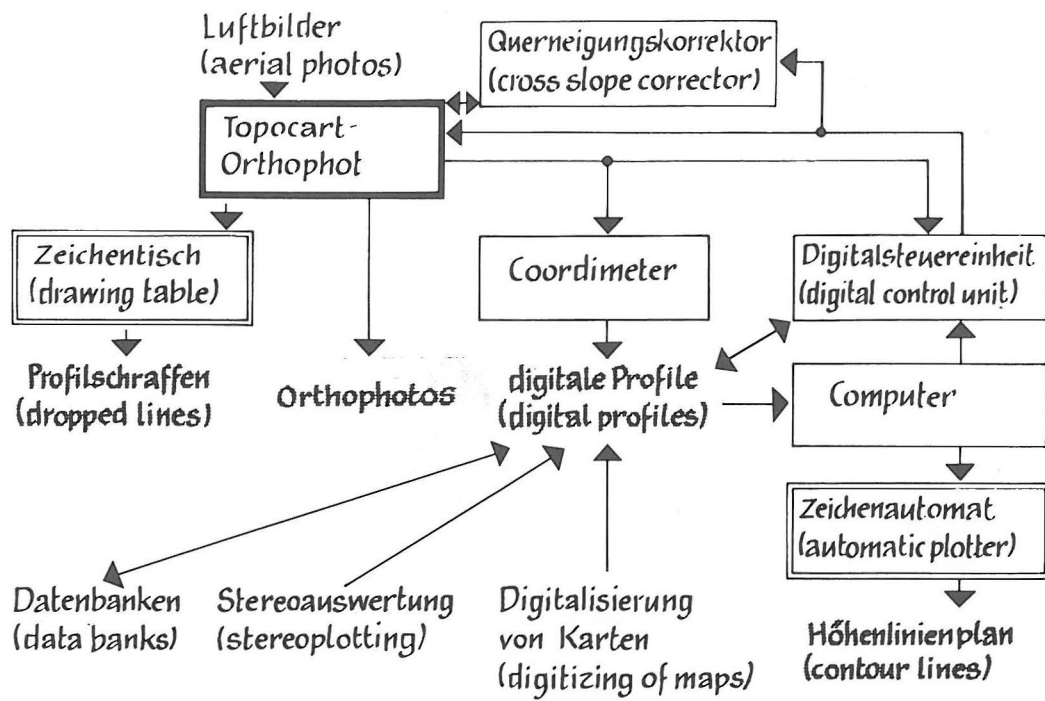 Luftbilder
(aerial photos)
Querneigungskorrektor
(cross slope corrector)
Topocart-
Orthophot
Zeichentisch
(drawing table)
Coordimeter
Digitalsteuereinheit
(digital control unit)
Profilschraffen
(dropped lines)
Orthophotos
digitale Profile
(digital profiles)
Computer
Zeichenautomat
(automatic plotter)
Datenbanken
(data banks)
Stereoauswertung
(stereoplotting)
Digitalisierung
von Karten
(digitizing of maps)
Höhenlinienplan
(contour lines)